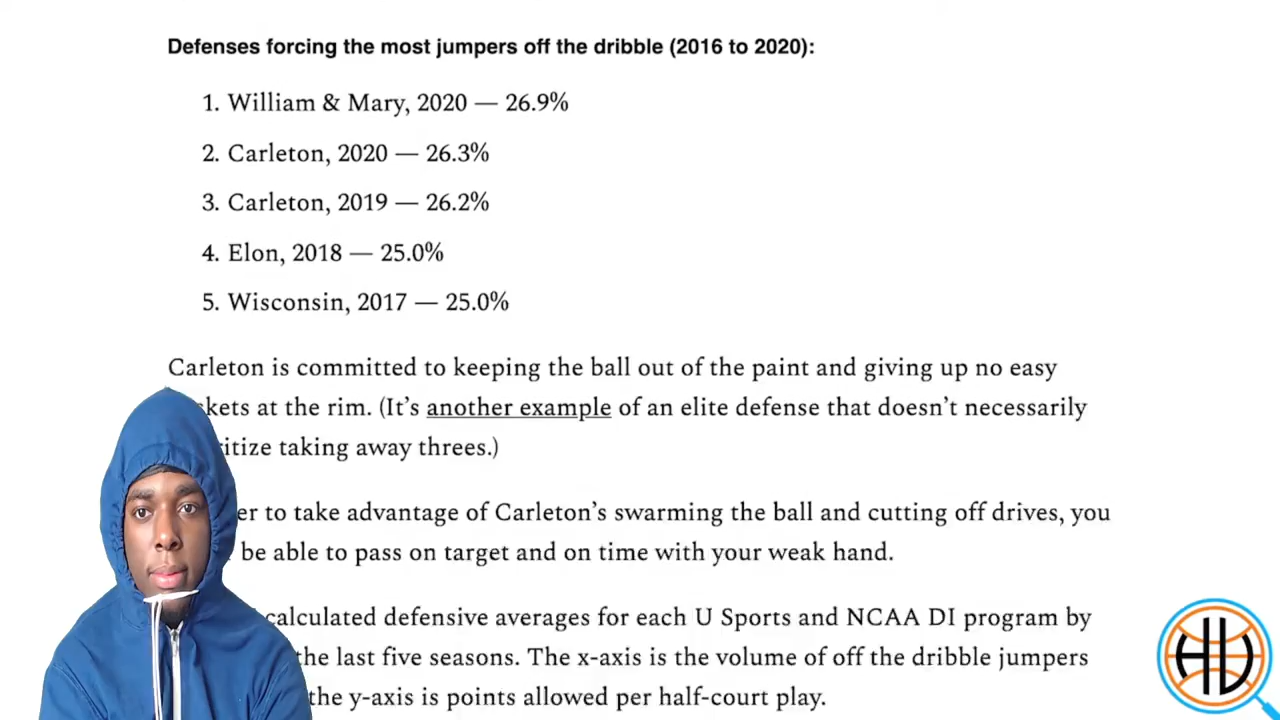 Defenses forcing the most jumpers off the dribble (2016 to 2020):
1. William & Mary, 2020 — 26.9%
2. Carleton, 2020 — 26.3%
3. Carleton, 2019 — 26.2%
4. Elon, 2018 — 25.0%
5. Wisconsin, 2017 — 25.0%
Carleton is committed to keeping the ball out of the paint and giving up no easy
kets at the rim. (It's another example of an elite defense that doesn't necessarily
itize taking away threes.)
er to take advantage of Carleton's swarming the ball and cutting off drives, you
be able to pass on target and on time with your weak hand.
calculated defensive averages for each U Sports and NCAA DI program by
the last five seasons. The x-axis is the volume of off the dribble jumpers
the y-axis is points allowed per half-court play.